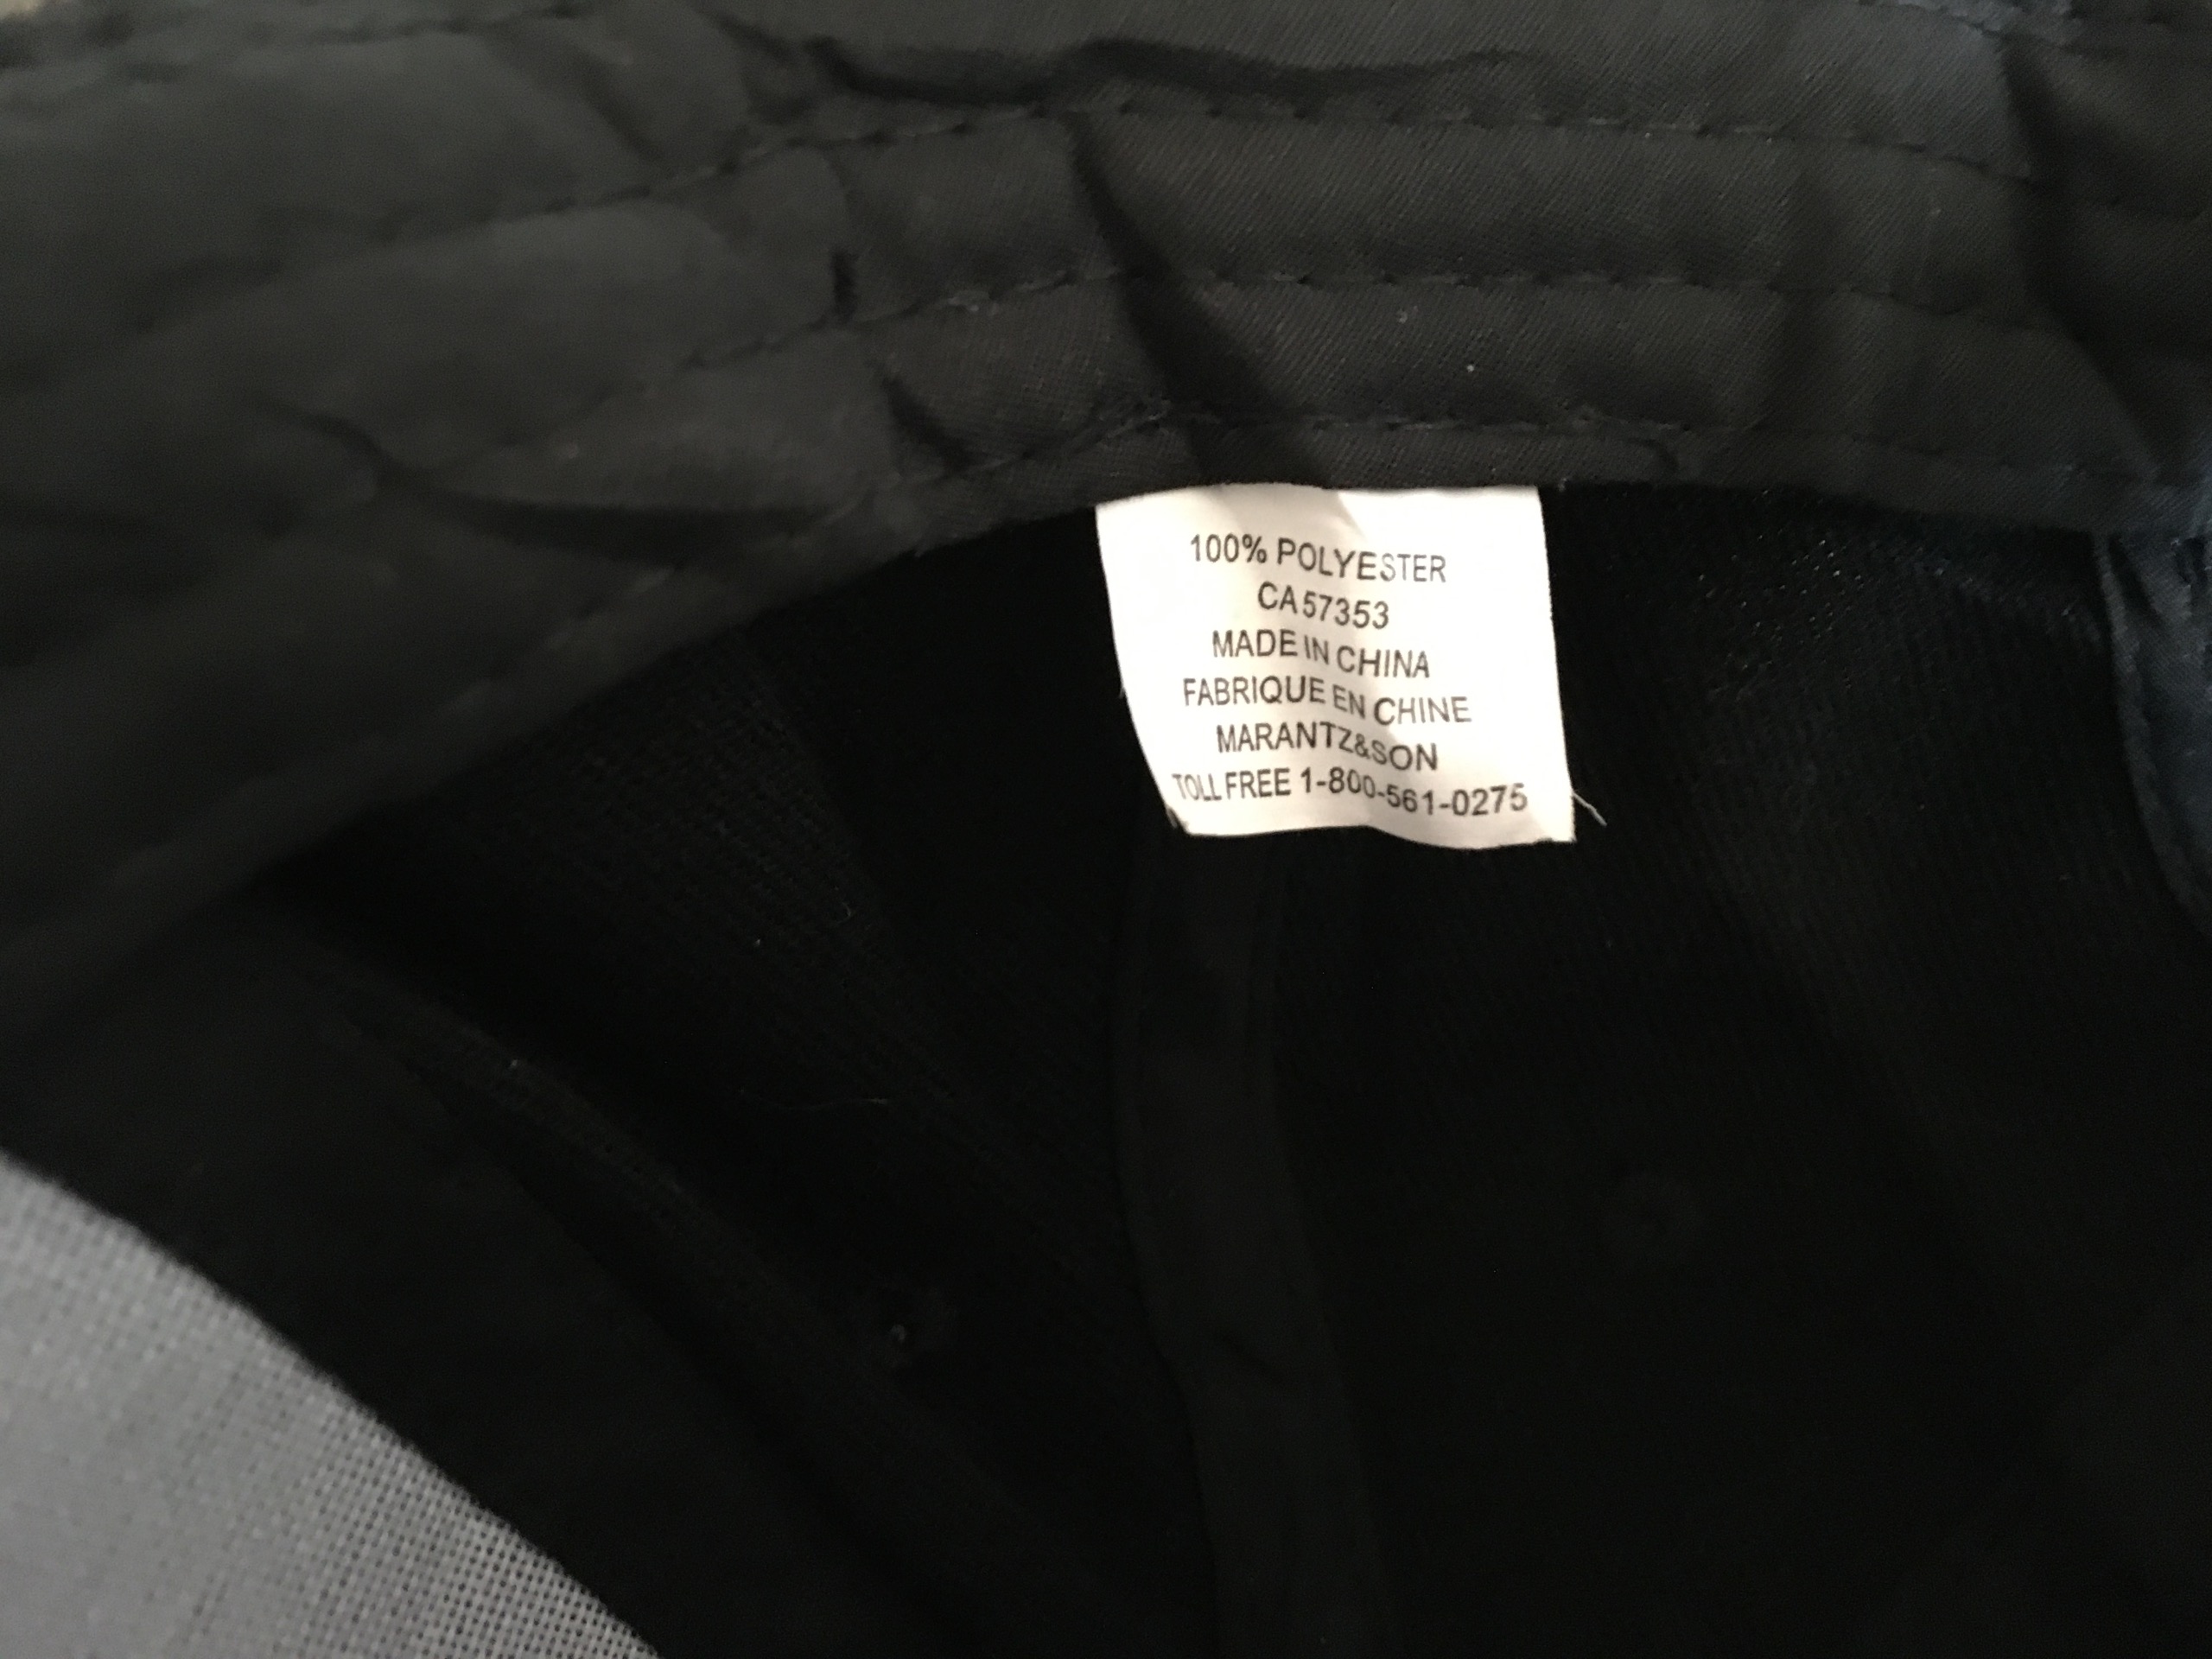 100% POLYESTER
CA57353
MADE IN CHINA
FABRIQUE EN CHINE
MARANTZ&SON
TOLL FREE 1-800-561-0275